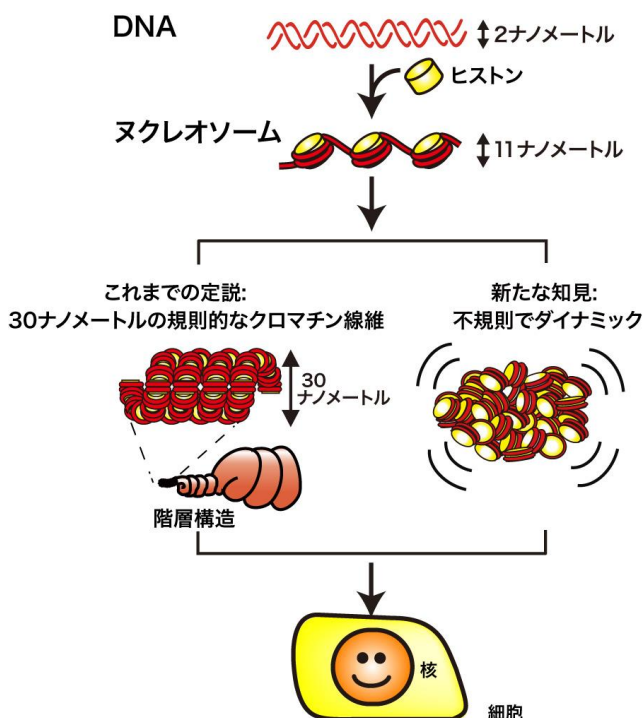 DNA
2ナノメートル
ヒストン
ヌクレオソーム
11ナノメートル
これまでの定説:
30ナノメートルの規則的なクロマチン線維
新たな知見:
不規則でダイナミック
30
ナノメートル
階層構造
核
細胞